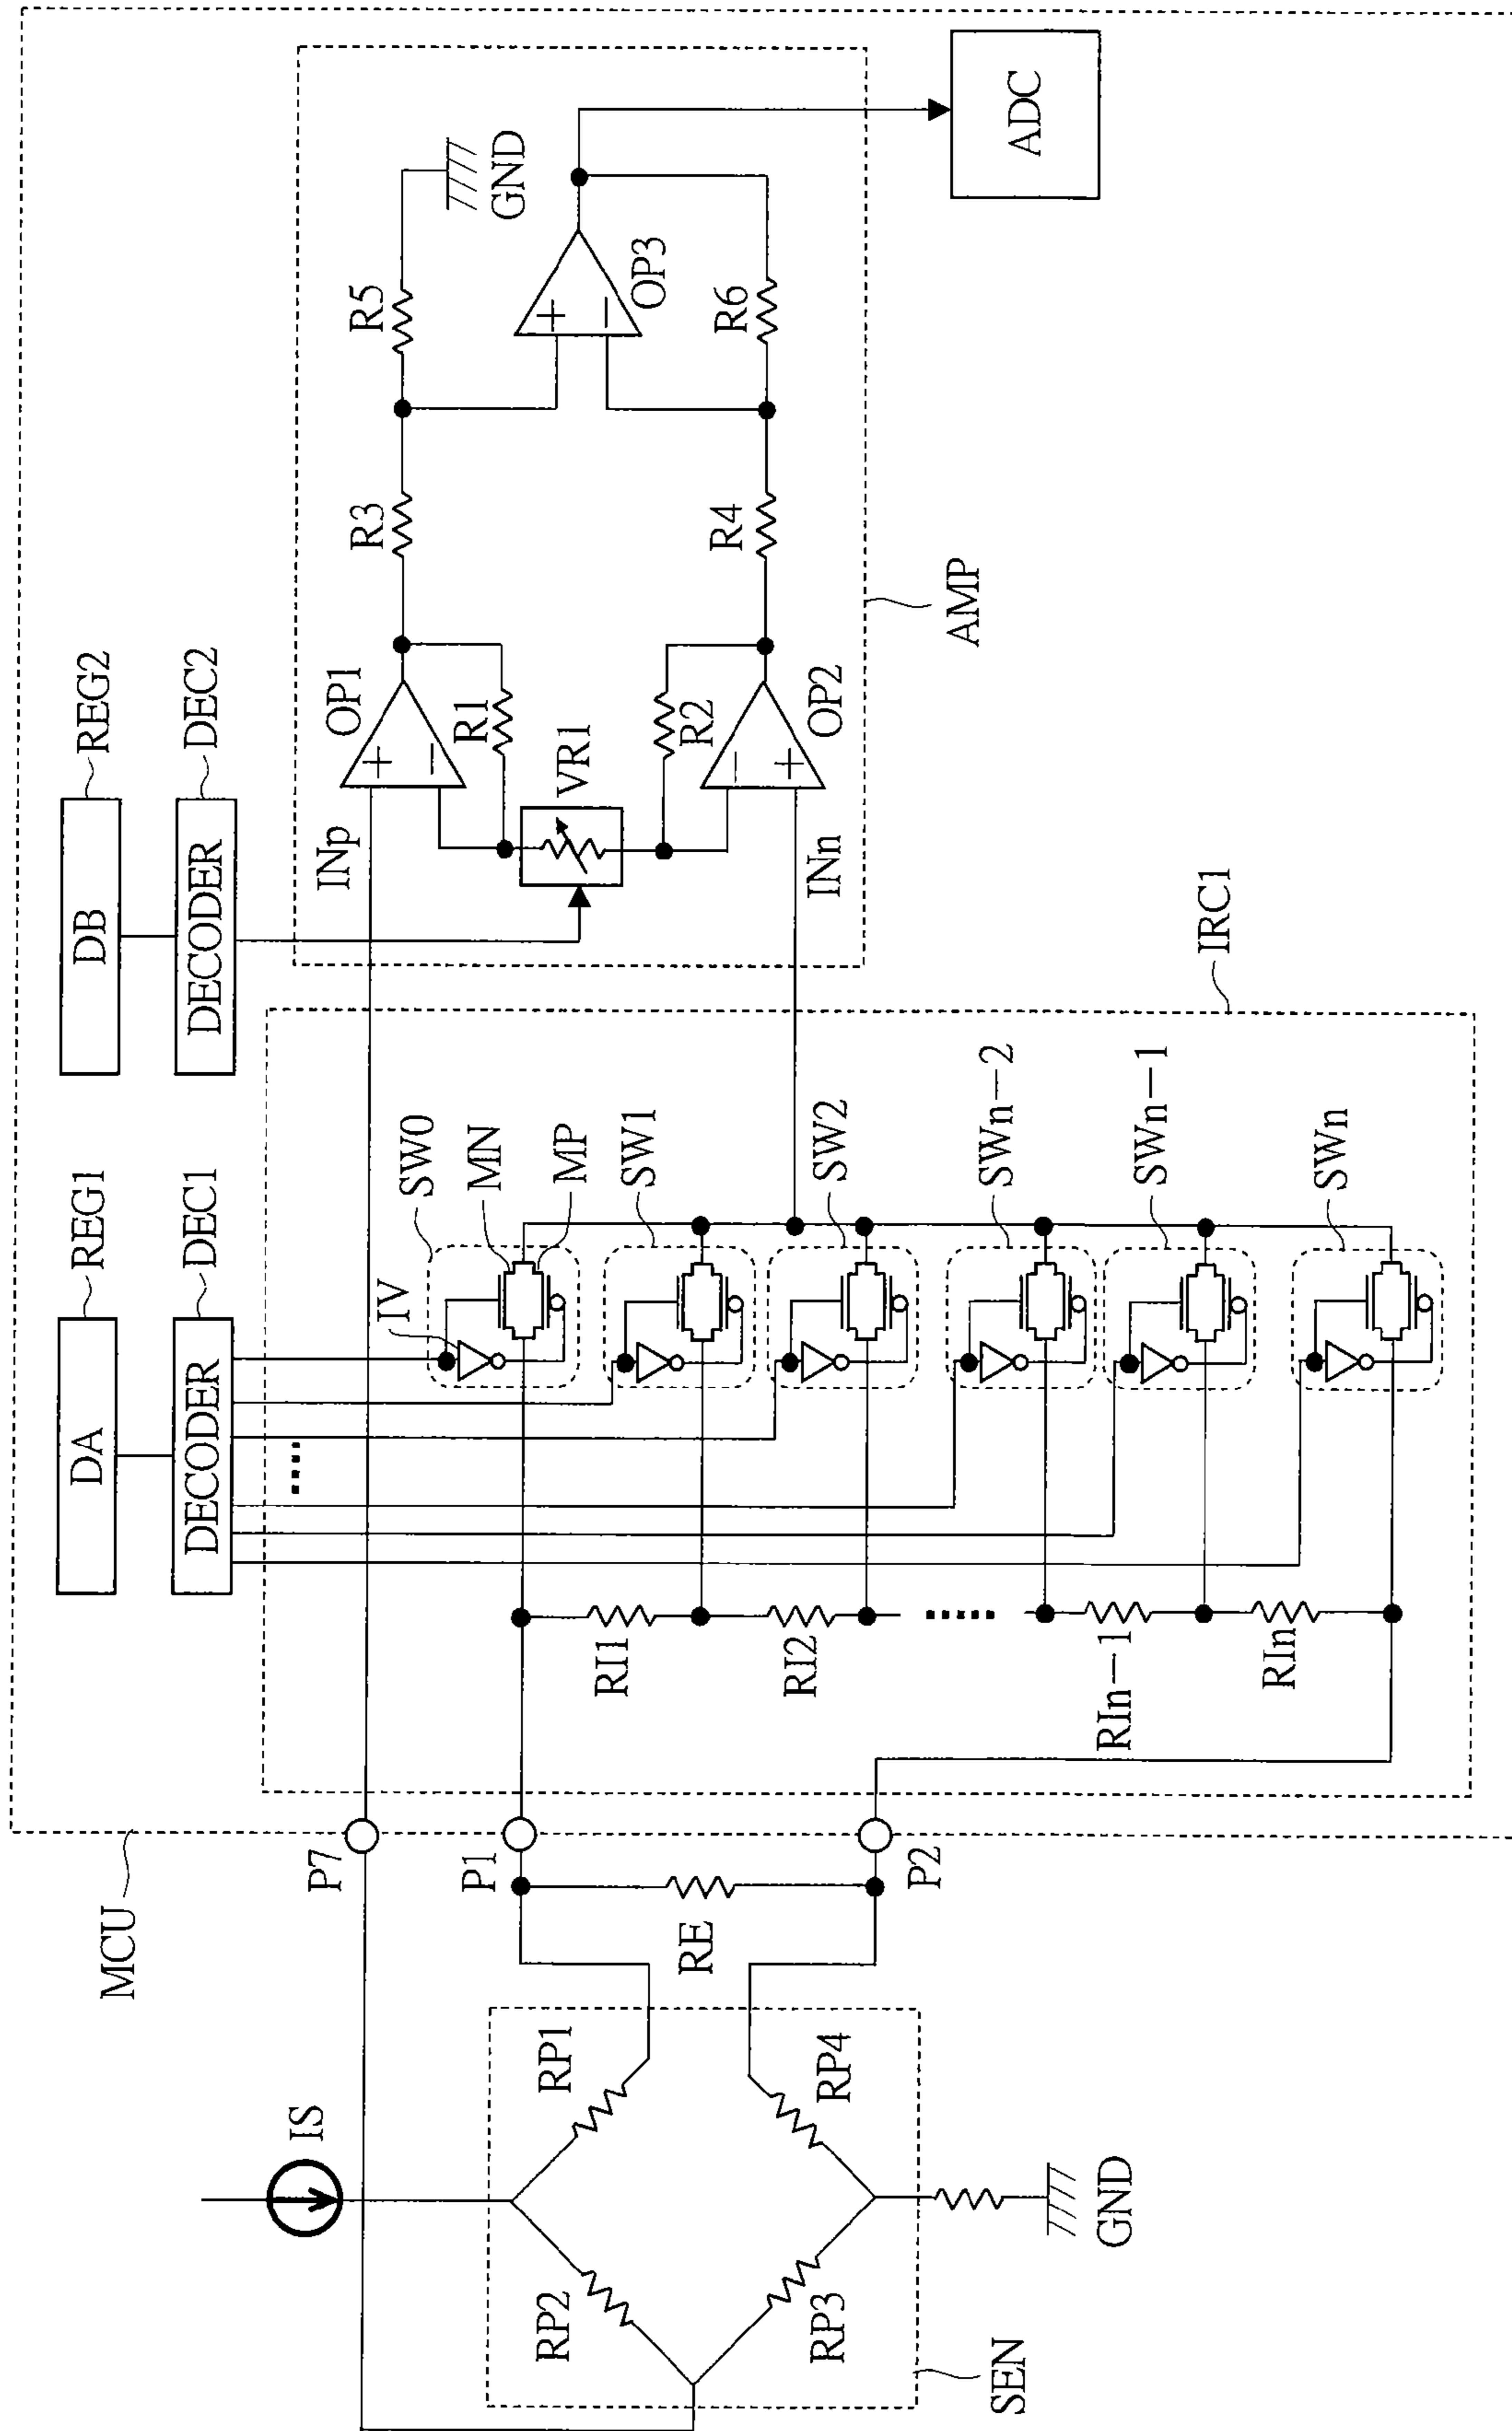 MCU
DA
REG1
DECODER
DEC1
DB
REG2
DECODER
DEC2
IS
P7
P1
P2
RE
RP1
RP2
RP3
RP4
SEN
GND
IRC1
RI1
RI2
RIn−1
RIn
IV
SW0
MN
MP
SW1
SW2
SWn−2
SWn−1
SWn
INp
INn
OP1
+
−
R1
VR1
R2
−
+
OP2
R3
R4
R5
GND
+
−
OP3
R6
AMP
ADC